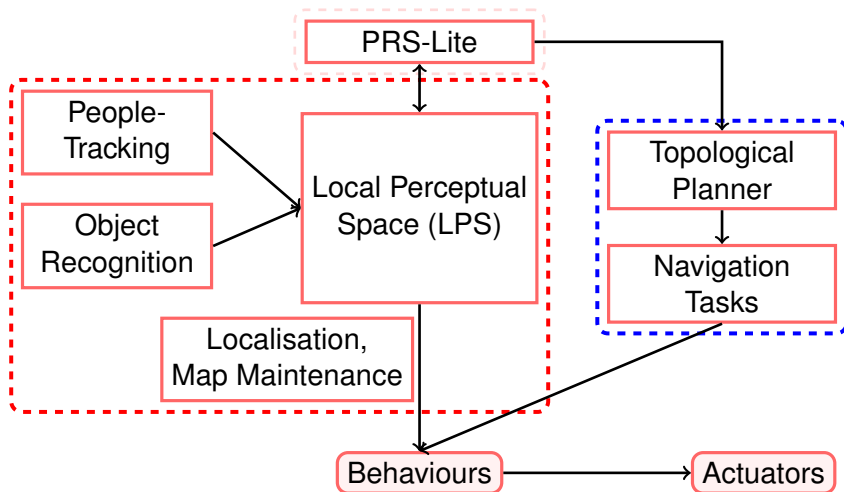 PRS-Lite
People-
Tracking
Object
Recognition
Local Perceptual
Space (LPS)
Localisation,
Map Maintenance
Topological
Planner
Navigation
Tasks
Behaviours
Actuators